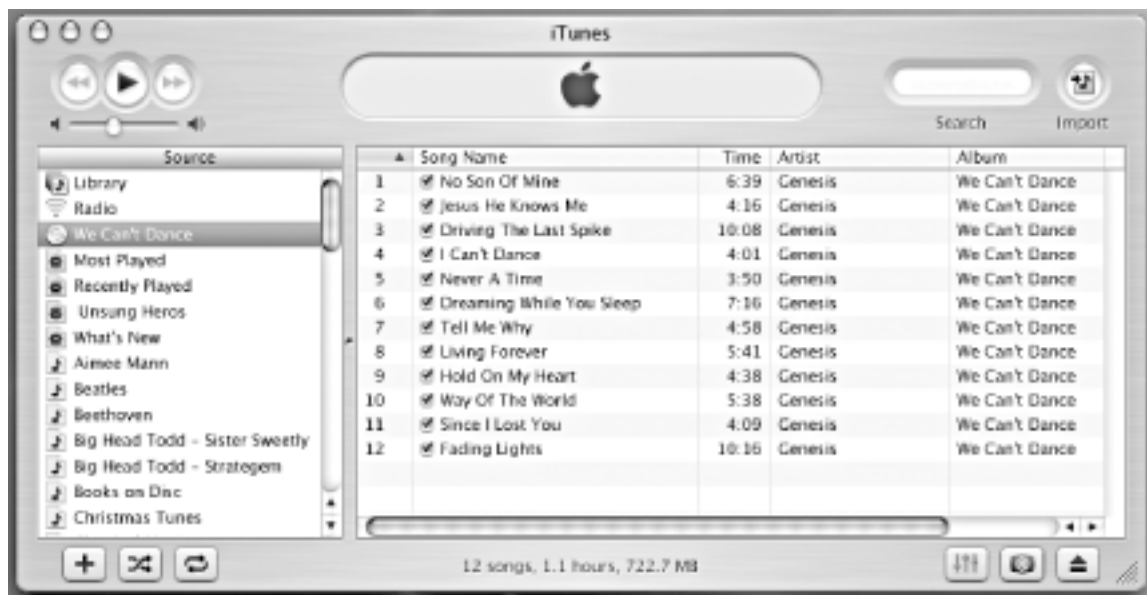 iTunes
Search
Import
Source
Library
Radio
We Can't Dance
Most Played
Recently Played
Unsung Heros
What's New
Aimee Mann
Beatles
Beethoven
Big Head Todd - Sister Sweetly
Big Head Todd - Strategem
Books on Disc
Christmas Tunes
Song Name Time Artist Album
1 No Son Of Mine 6:39 Genesis We Can't Dance
2 Jesus He Knows Me 4:16 Genesis We Can't Dance
3 Driving The Last Spike 10:08 Genesis We Can't Dance
4 I Can't Dance 4:01 Genesis We Can't Dance
5 Never A Time 3:50 Genesis We Can't Dance
6 Dreaming While You Sleep 7:16 Genesis We Can't Dance
7 Tell Me Why 4:58 Genesis We Can't Dance
8 Living Forever 5:41 Genesis We Can't Dance
9 Hold On My Heart 4:38 Genesis We Can't Dance
10 Way Of The World 5:38 Genesis We Can't Dance
11 Since I Lost You 4:09 Genesis We Can't Dance
12 Fading Lights 10:16 Genesis We Can't Dance
12 songs, 1.1 hours, 722.7 MB